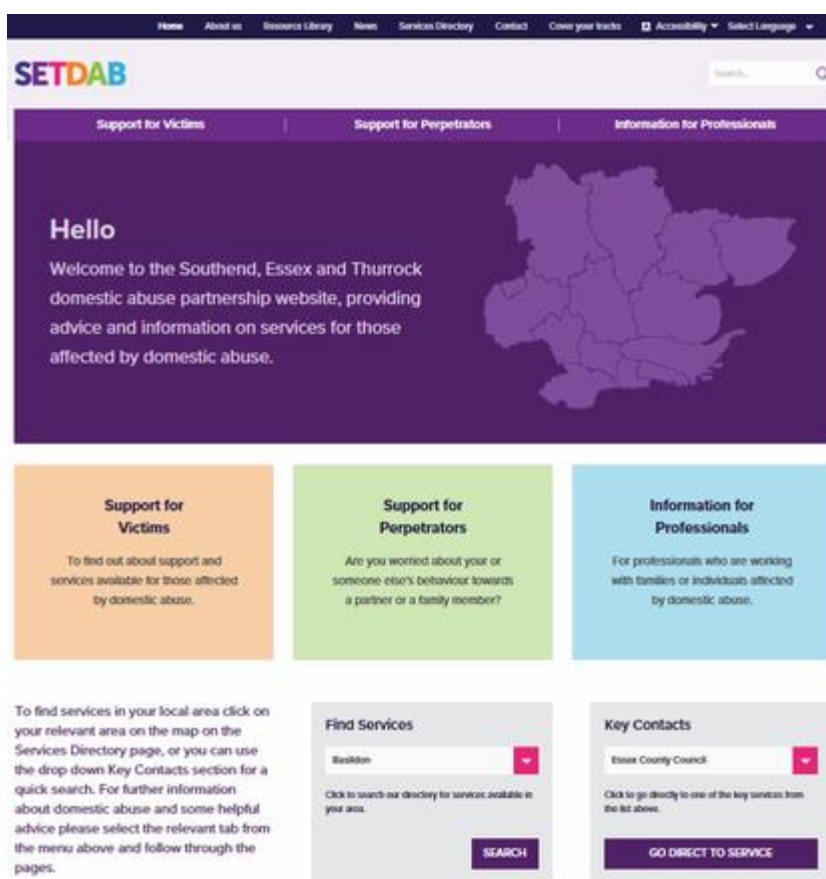 Home About us Resource Library News Services Directory Contact Cover your tracks Accessibility Select Language
SETDAB
Search...
Support for Victims Support for Perpetrators Information for Professionals
Hello
Welcome to the Southend, Essex and Thurrock
domestic abuse partnership website, providing
advice and information on services for those
affected by domestic abuse.
Support for
Victims
To find out about support and
services available for those affected
by domestic abuse.
Support for
Perpetrators
Are you worried about your or
someone else's behaviour towards
a partner or a family member?
Information for
Professionals
For professionals who are working
with families or individuals affected
by domestic abuse.
To find services in your local area click on
your relevant area on the map on the
Services Directory page, or you can use
the drop down Key Contacts section for a
quick search. For further information
about domestic abuse and some helpful
advice please select the relevant tab from
the menu above and follow through the
pages.
Find Services
Basildon
Click to search our directory for services available in
your area.
SEARCH
Key Contacts
Essex County Council
Click to go directly to one of the key services from
the list above.
GO DIRECT TO SERVICE